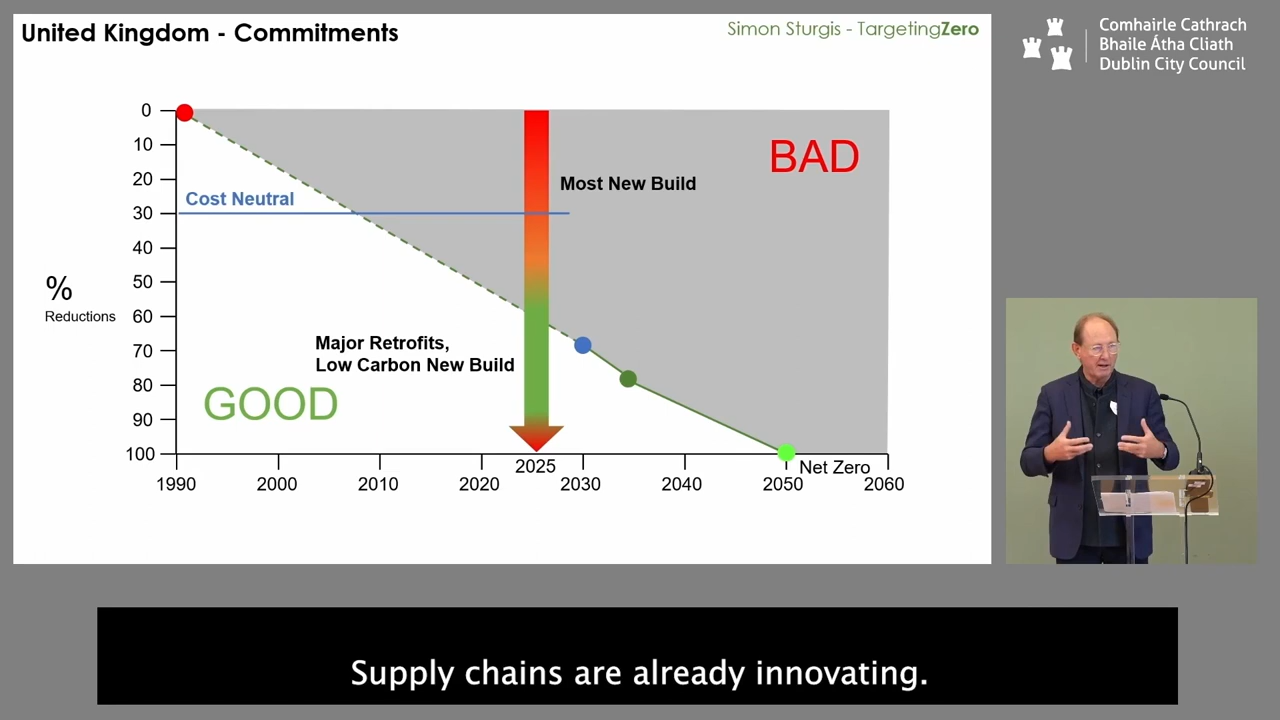 United Kingdom - Commitments
Simon Sturgis - TargetingZero
Comhairle Cathrach
Bhaile Átha Cliath
Dublin City Council
0
10
20
30
40
50
60
70
80
90
100
%
Reductions
Cost Neutral
Most New Build
BAD
Major Retrofits,
Low Carbon New Build
GOOD
2025
Net Zero
1990
2000
2010
2020
2030
2040
2050
2060
Supply chains are already innovating.